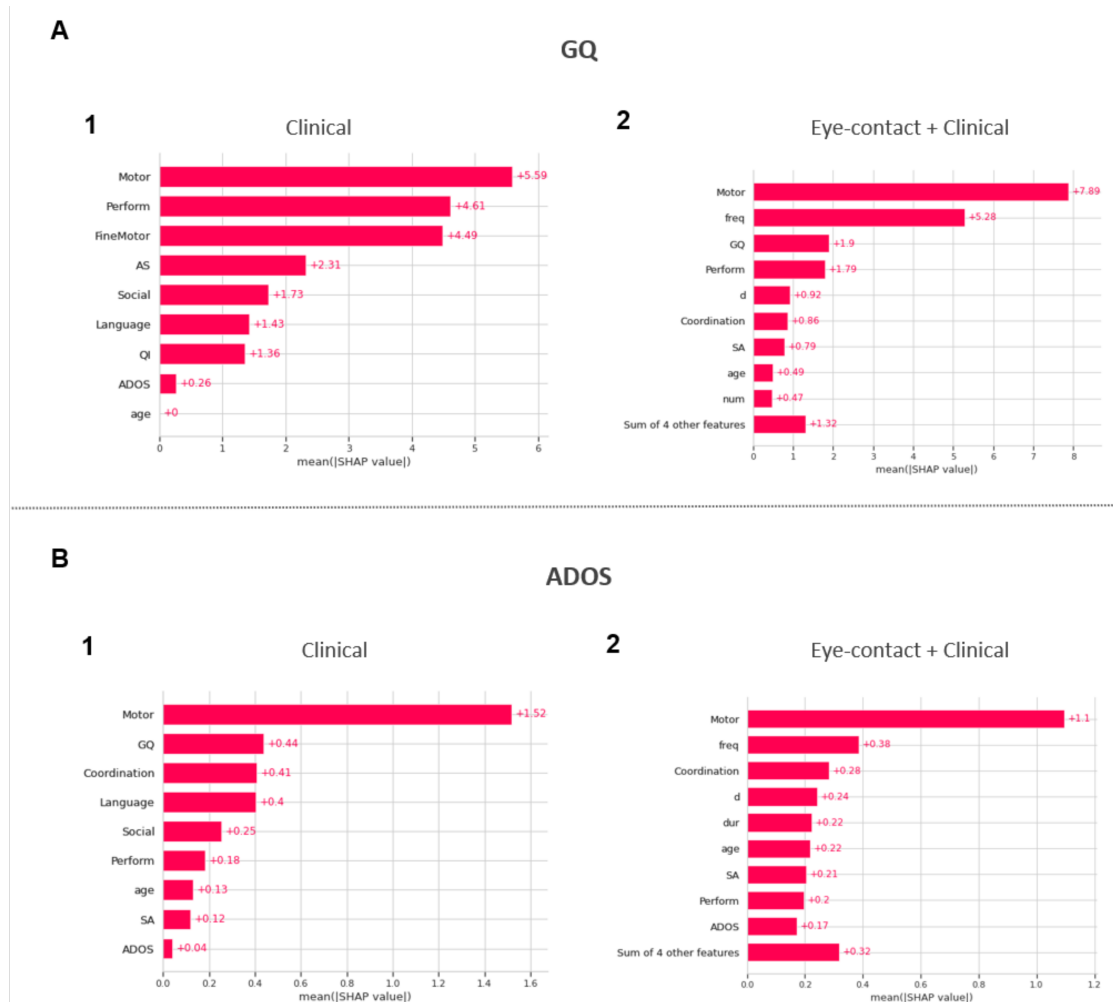 A
GQ
1 Clinical
Motor +5.59
Perform +4.61
FineMotor +4.49
AS +2.31
Social +1.73
Language +1.43
QI +1.36
ADOS +0.26
age +0
0 1 2 3 4 5 6
mean(|SHAP value|)
2 Eye-contact + Clinical
Motor +7.89
freq +5.28
GQ +1.9
Perform +1.79
d +0.92
Coordination +0.86
SA +0.79
age +0.49
num +0.47
Sum of 4 other features +1.32
0 1 2 3 4 5 6 7 8
mean(|SHAP value|)
B
ADOS
1 Clinical
Motor +1.52
GQ +0.44
Coordination +0.41
Language +0.4
Social +0.25
Perform +0.18
age +0.13
SA +0.12
ADOS +0.04
0.0 0.2 0.4 0.6 0.8 1.0 1.2 1.4 1.6
mean(|SHAP value|)
2 Eye-contact + Clinical
Motor +1.1
freq +0.38
Coordination +0.28
d +0.24
dur +0.22
age +0.22
SA +0.21
Perform +0.2
ADOS +0.17
Sum of 4 other features +0.32
0.0 0.2 0.4 0.6 0.8 1.0 1.2
mean(|SHAP value|)